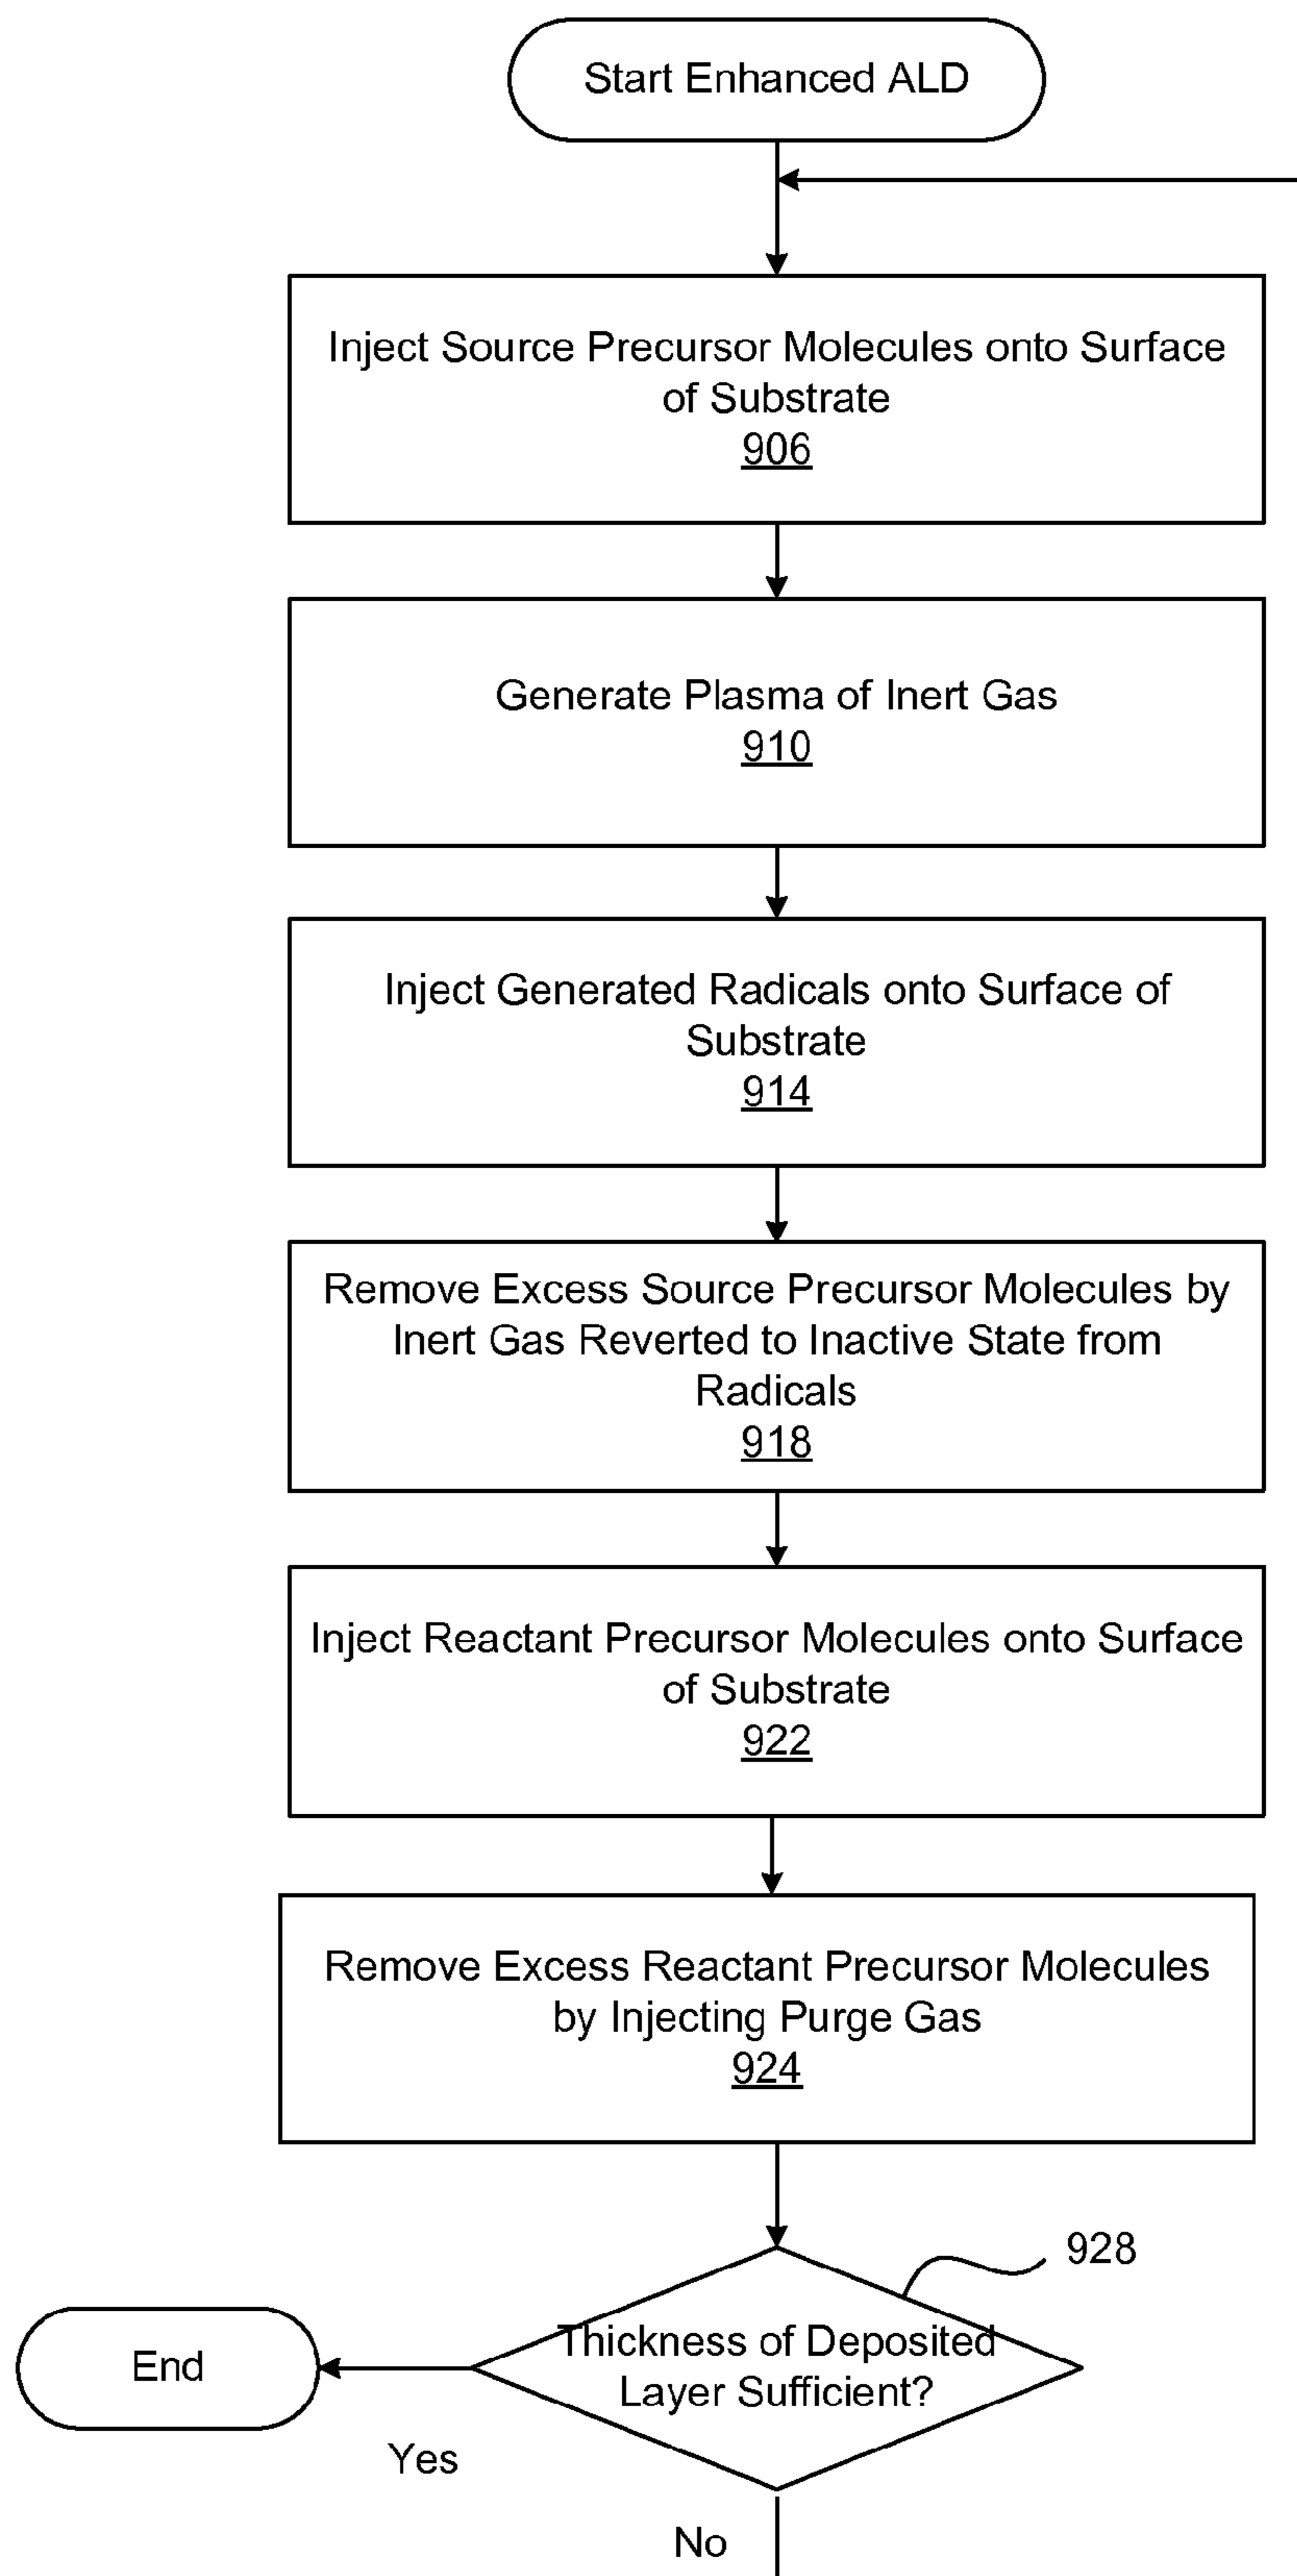 Start Enhanced ALD
Inject Source Precursor Molecules onto Surface
of Substrate
906
Generate Plasma of Inert Gas
910
Inject Generated Radicals onto Surface of
Substrate
914
Remove Excess Source Precursor Molecules by
Inert Gas Reverted to Inactive State from
Radicals
918
Inject Reactant Precursor Molecules onto Surface
of Substrate
922
Remove Excess Reactant Precursor Molecules
by Injecting Purge Gas
924
928
Thickness of Deposited
Layer Sufficient?
End
Yes
No